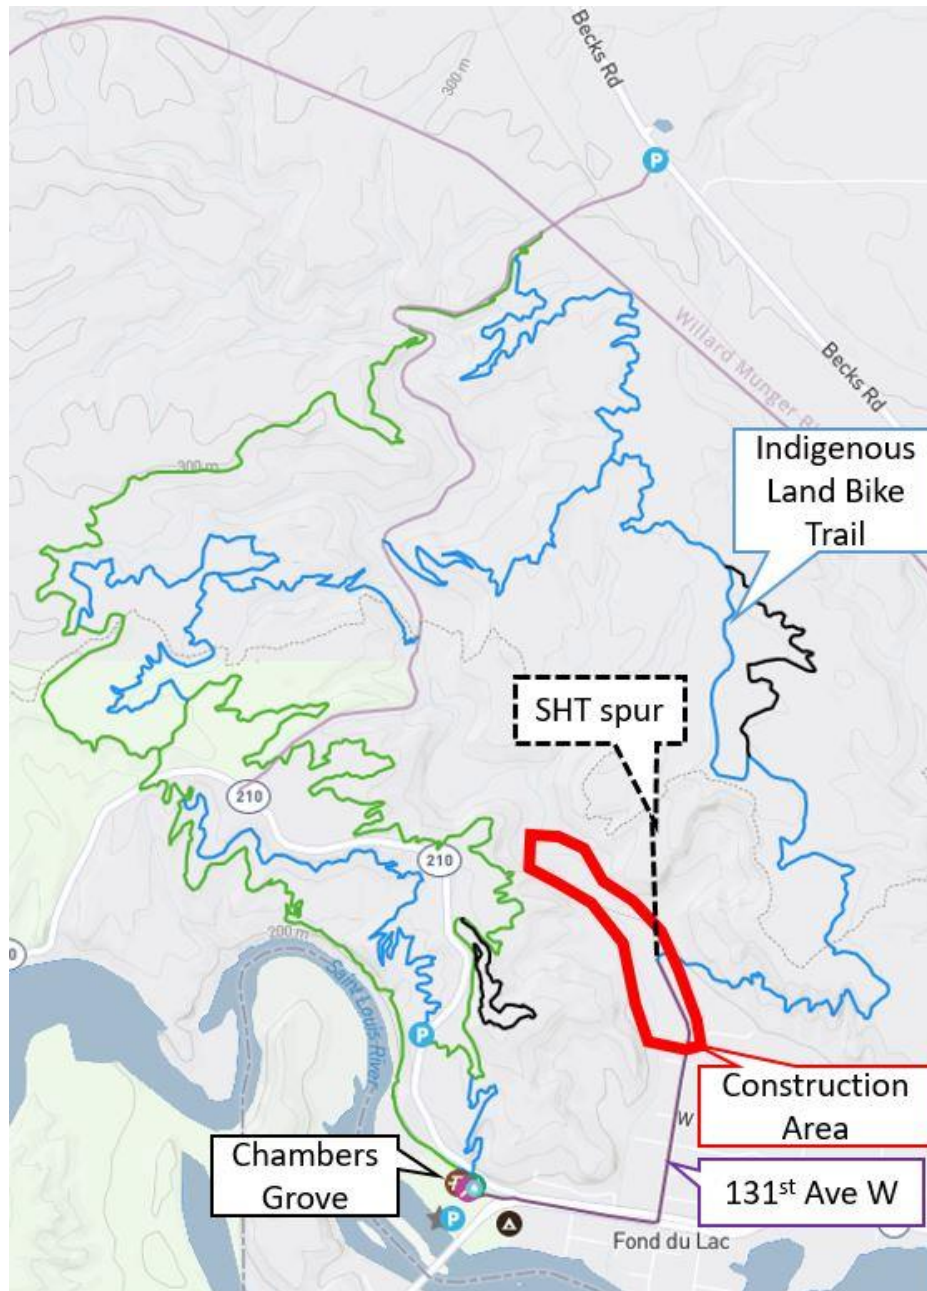 Becks Rd
300 m
P
Willard Munger Bi
Becks Rd
Indigenous
Land Bike
Trail
300 m
SHT spur
210
210
200 m
Saint Louis River
P
Construction
Area
W
Chambers
Grove
131st Ave W
P
Fond du Lac